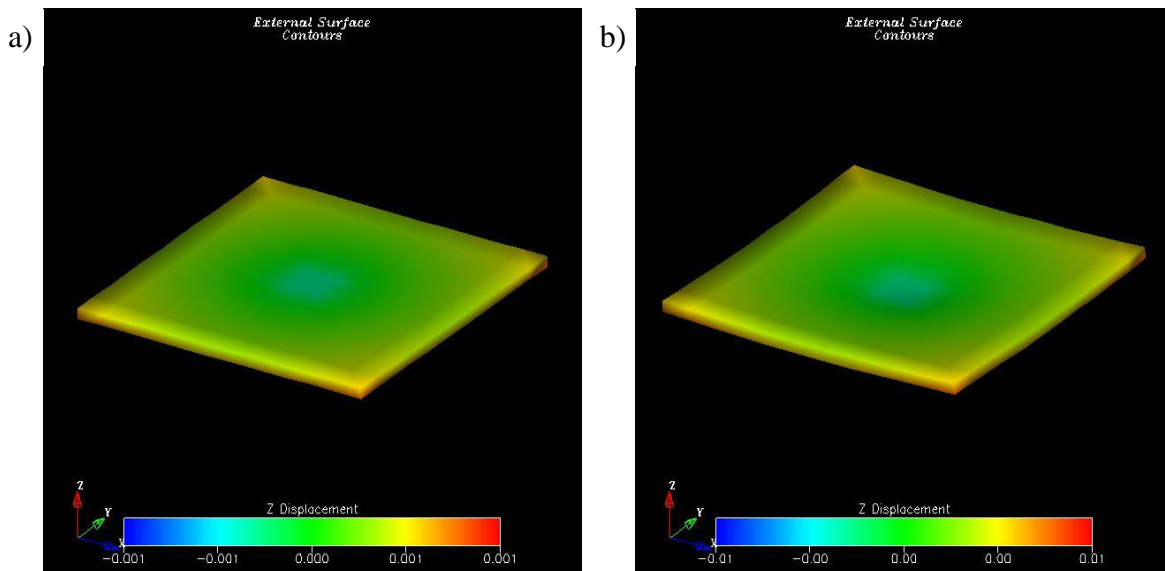 a)
External Surface
Contours
Z
Y
X
Z Displacement
-0.001 -0.001 0.000 0.001 0.001
b)
External Surface
Contours
Z
Y
X
Z Displacement
-0.01 -0.00 0.00 0.00 0.01